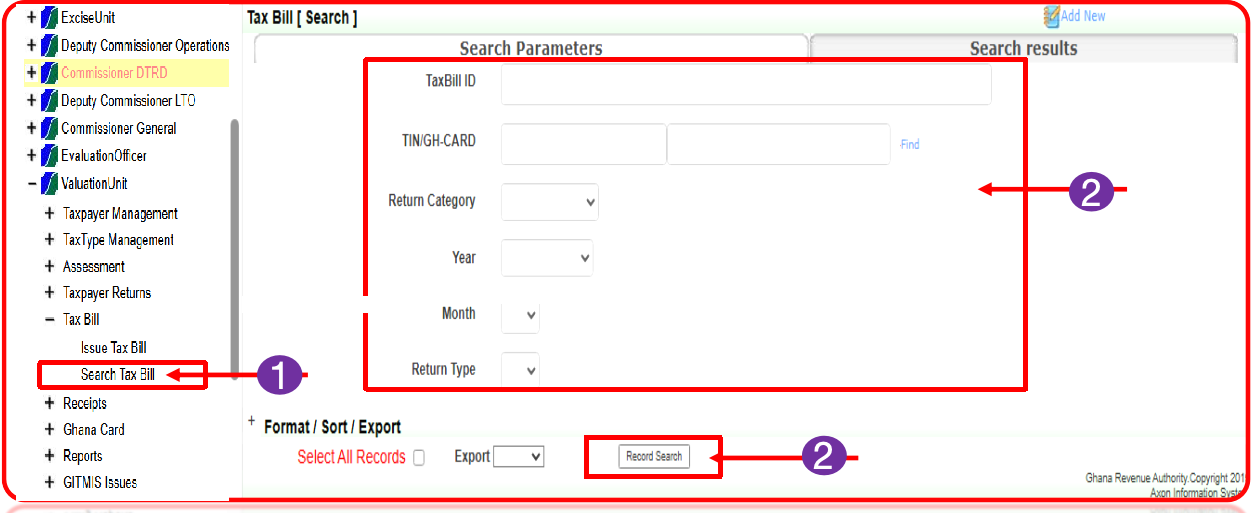 ExciseUnit
Deputy Commissioner Operations
Commissioner DTRD
Deputy Commissioner LTO
Commissioner General
EvaluationOfficer
ValuationUnit
Taxpayer Management
TaxType Management
Assessment
Taxpayer Returns
Tax Bill
Issue Tax Bill
Search Tax Bill
1
Receipts
Ghana Card
Reports
GITMIS Issues
Tax Bill [ Search ]
Add New
Search Parameters
Search results
TaxBill ID
TIN/GH-CARD
Find
Return Category
2
Year
Month
Return Type
+ Format / Sort / Export
Select All Records
Export
Record Search
2
Ghana Revenue Authority.Copyright 201
Axon Information Syste